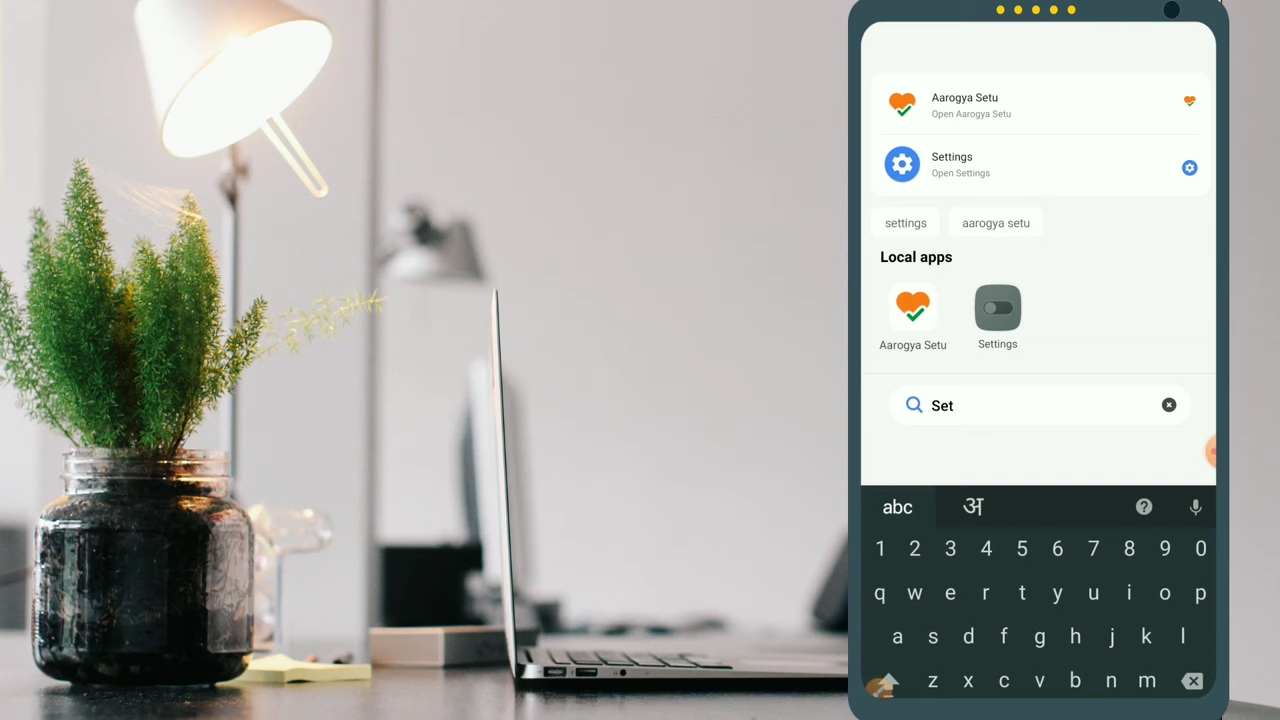 Aarogya Setu
Open Aarogya Setu
Settings
Open Settings
settings
aarogya setu
Local apps
Aarogya Setu
Settings
Set
abc
अ
1 2 3 4 5 6 7 8 9 0
q w e r t y u i o p
a s d f g h j k l
z x c v b n m